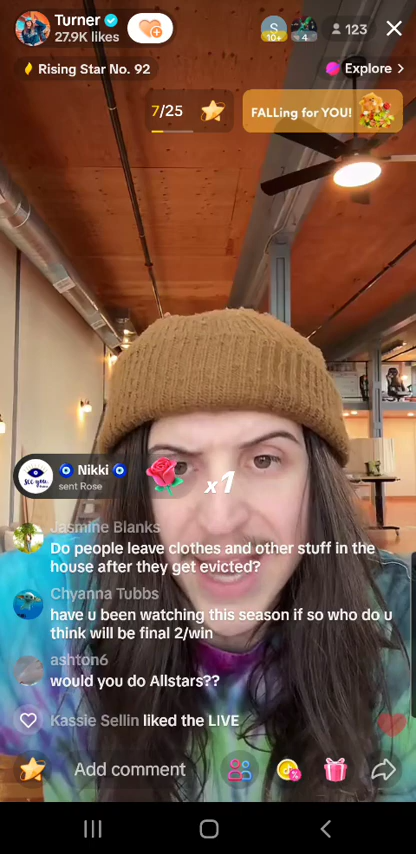 Turner
27.9K likes
S
10+
4
123
Rising Star No. 92
Explore
7/25
FALLing for YOU!
see you.
Nikki
sent Rose
x1
Jasmine Blanks
Do people leave clothes and other stuff in the
house after they get evicted?
Chyanna Tubbs
have u been watching this season if so who do u
think will be final 2/win
ashton6
would you do Allstars??
Kassie Sellin liked the LIVE
Add comment